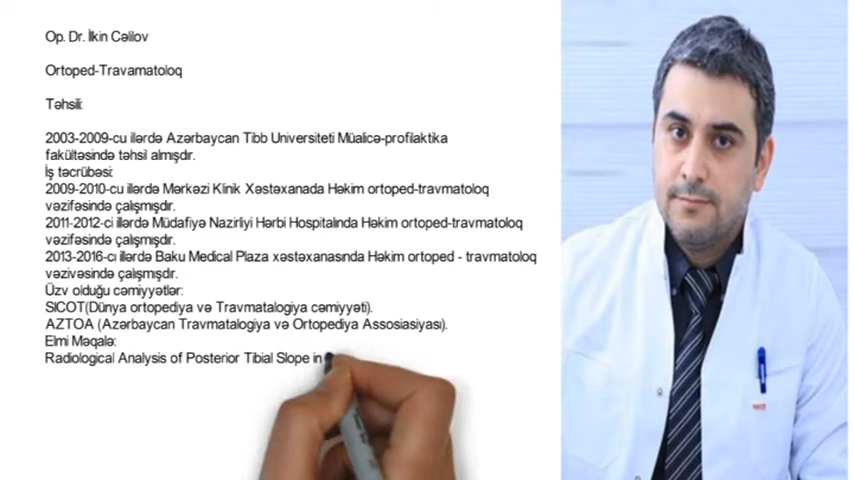 Op. Dr. İlkin Cəlilov
Ortoped-Travamatoloq
Təhsili:
2003-2009-cu illərdə Azərbaycan Tibb Universiteti Müalicə-profilaktika
fakültəsində təhsil almışdır.
İş təcrübəsi:
2009-2010-cu illərdə Mərkəzi Klinik Xəstəxanada Həkim ortoped-travmatoloq
vəzifəsində çalışmışdır.
2011-2012-ci illərdə Müdafiyə Nazirliyi Hərbi Hospitalında Həkim ortoped-travmatoloq
vəzifəsində çalışmışdır.
2013-2016-cı illərdə Baku Medical Plaza xəstəxanasında Həkim ortoped - travmatoloq
vəzivəsində çalışmışdır.
Üzv olduğu cəmiyyətlər:
SICOT(Dünya ortopediya və Travmatalogiya cəmiyyəti).
AZTOA (Azərbaycan Travmatalogiya və Ortopediya Assosiasiyası).
Elmi Məqalə:
Radiological Analysis of Posterior Tibial Slope in